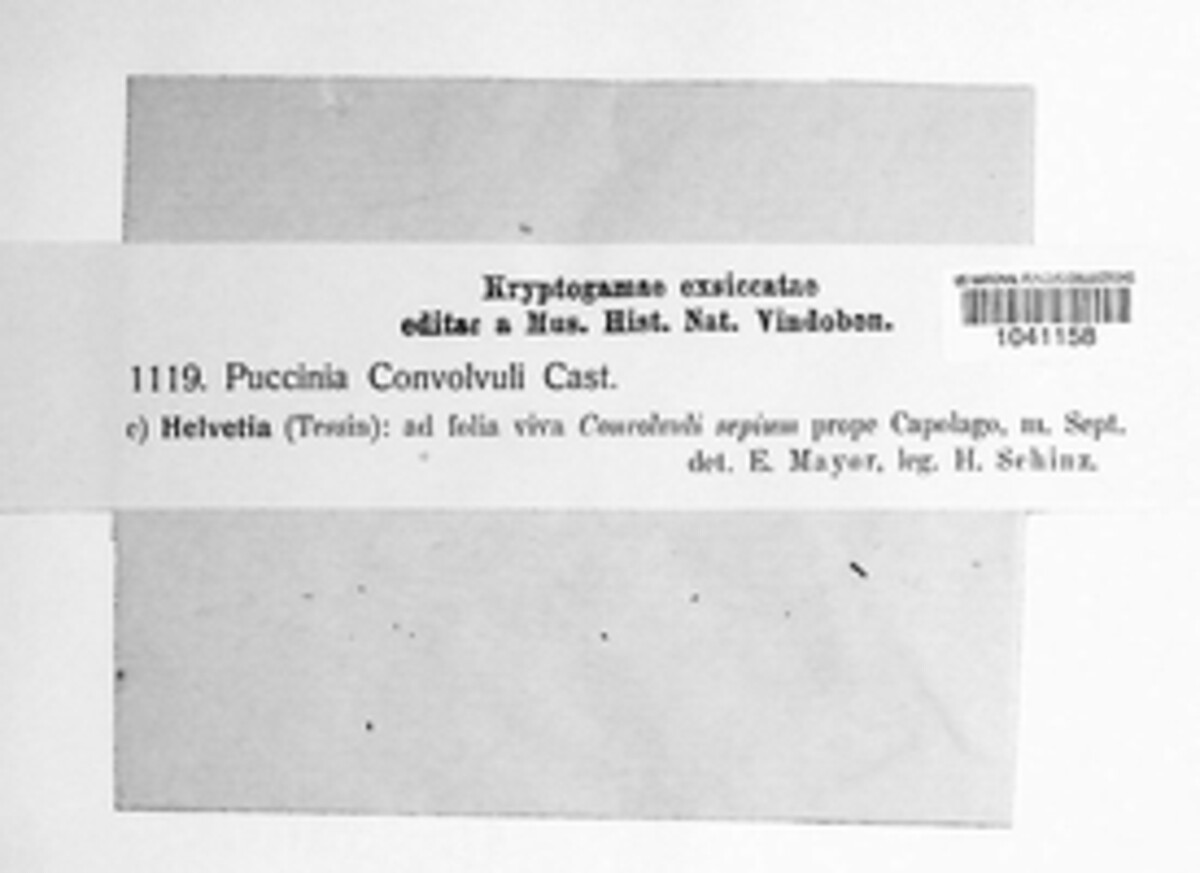 Kryptogamae exsiccatae
editae a Mus. Hist. Nat. Vindobon.
1041158
1119. Puccinia Convolvuli Cast.
c) Helvetia (Tessin): ad folia viva Convolvuli sepium prope Capolago, m. Sept.
det. E. Mayor, leg. H. Schinz.